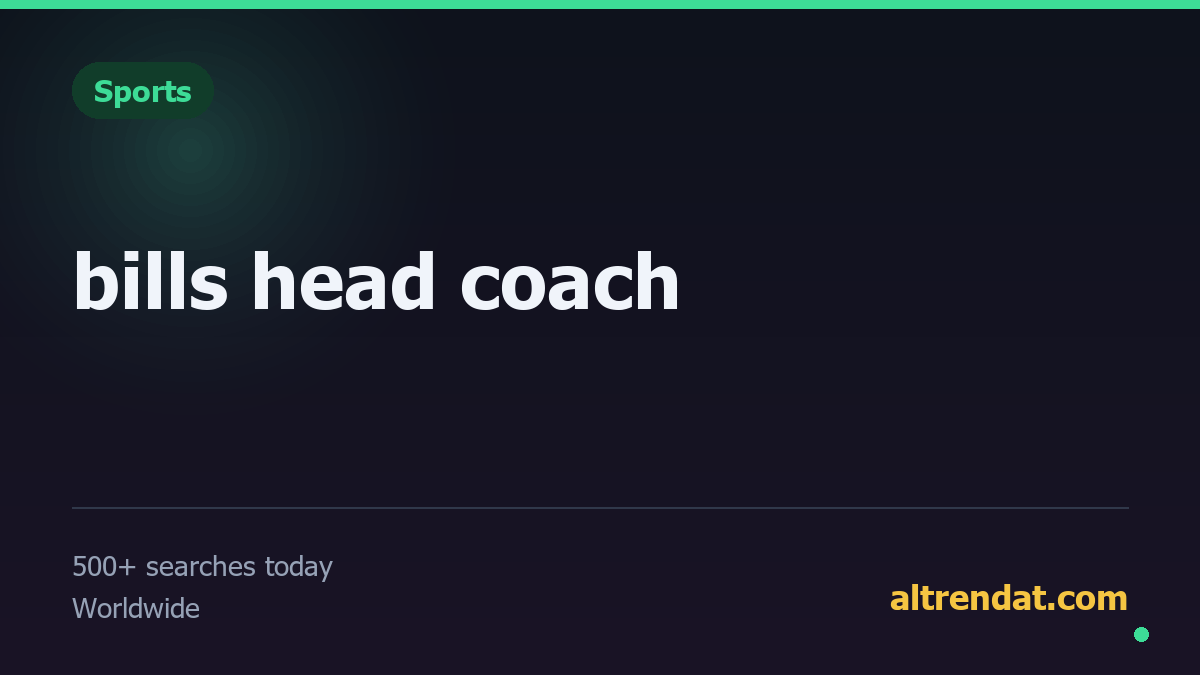 Sports
bills head coach
500+ searches today
Worldwide
altrendat.com